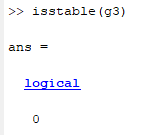 >> isstable(g3)
ans =
logical
0